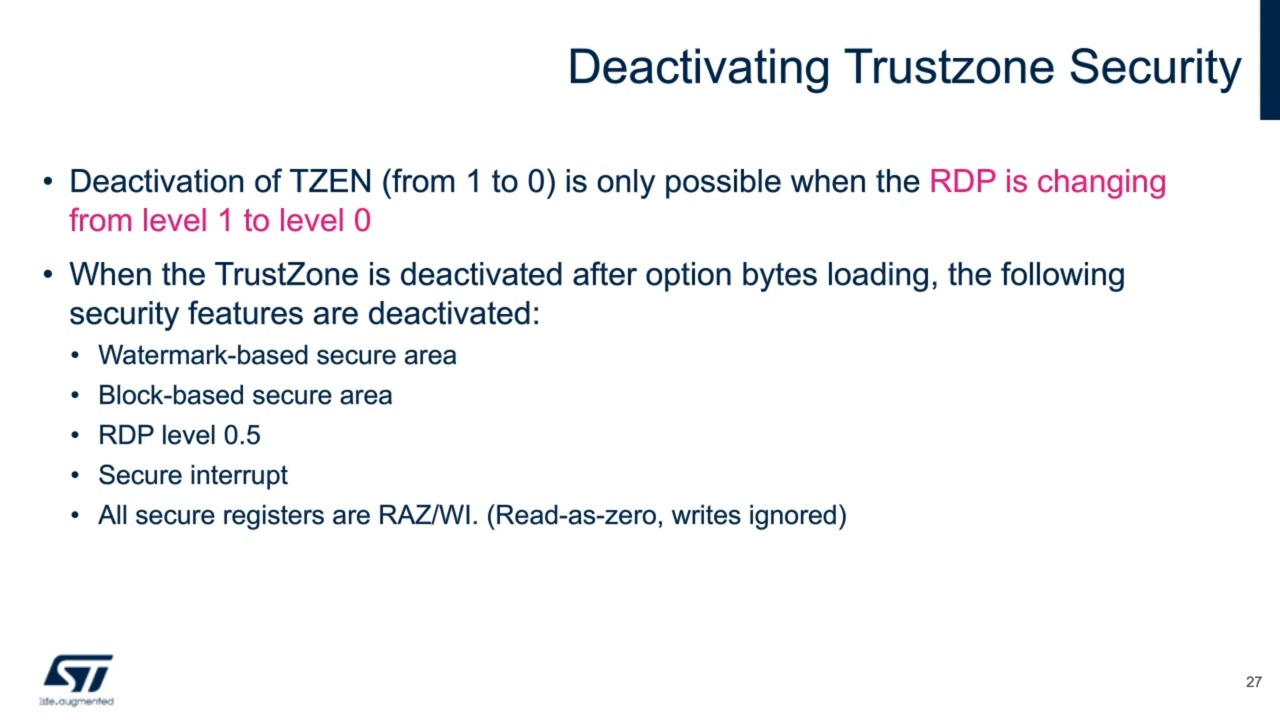 Deactivating Trustzone Security
• Deactivation of TZEN (from 1 to 0) is only possible when the RDP is changing
from level 1 to level 0
• When the TrustZone is deactivated after option bytes loading, the following
security features are deactivated:
• Watermark-based secure area
• Block-based secure area
• RDP level 0.5
• Secure interrupt
• All secure registers are RAZ/WI. (Read-as-zero, writes ignored)
ST
life.augmented
27